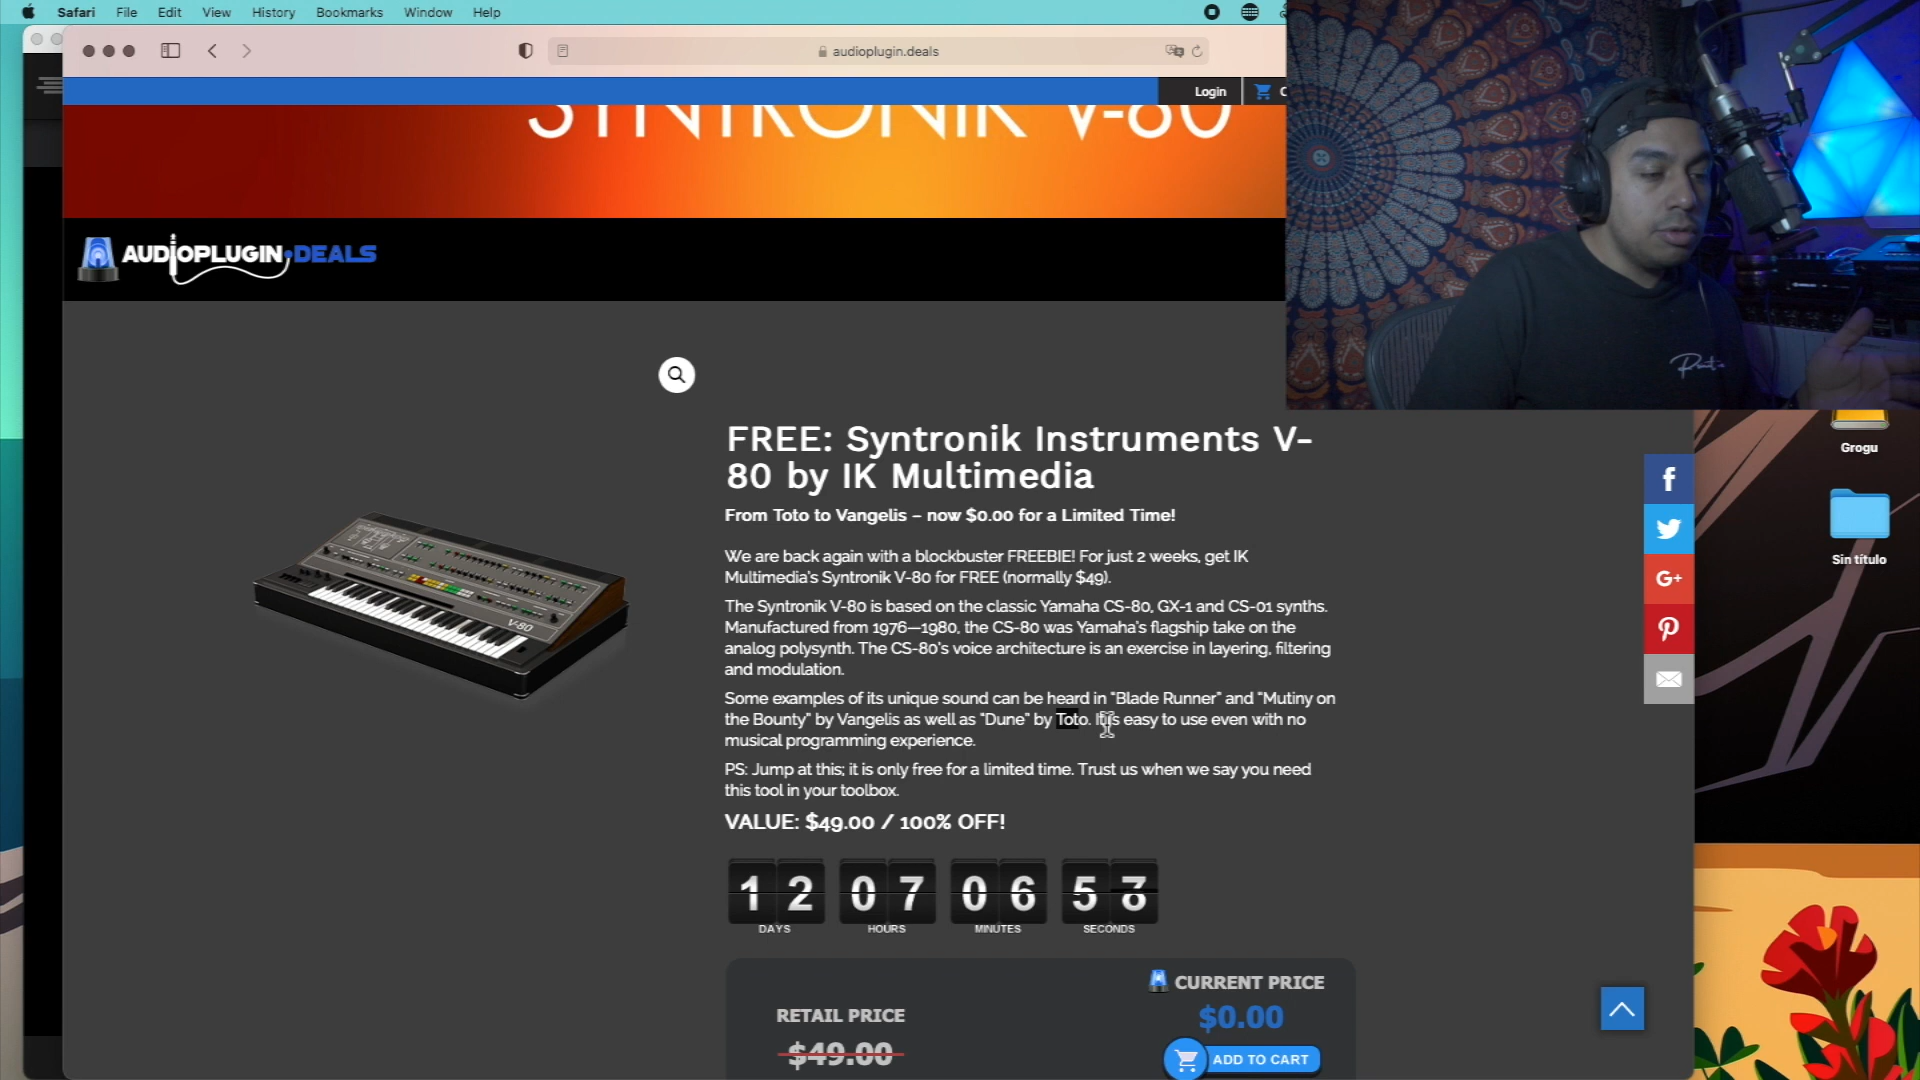 Safari File Edit View History Bookmarks Window Help
audioplugin.deals
Login
SYNTRONIK V-80
AUDIOPLUGIN•DEALS
Grogu
Sin título
V-80
FREE: Syntronik Instruments V-
80 by IK Multimedia
From Toto to Vangelis – now $0.00 for a Limited Time!
We are back again with a blockbuster FREEBIE! For just 2 weeks, get IK
Multimedia's Syntronik V-80 for FREE (normally $49).
The Syntronik V-80 is based on the classic Yamaha CS-80, GX-1 and CS-01 synths.
Manufactured from 1976—1980, the CS-80 was Yamaha's flagship take on the
analog polysynth. The CS-80's voice architecture is an exercise in layering, filtering
and modulation.
Some examples of its unique sound can be heard in "Blade Runner" and "Mutiny on
the Bounty" by Vangelis as well as "Dune" by Toto. It is easy to use even with no
musical programming experience.
PS: Jump at this; it is only free for a limited time. Trust us when we say you need
this tool in your toolbox.
VALUE: $49.00 / 100% OFF!
12 07 06 5
DAYS HOURS MINUTES SECONDS
CURRENT PRICE
RETAIL PRICE
$0.00
$49.00
ADD TO CART